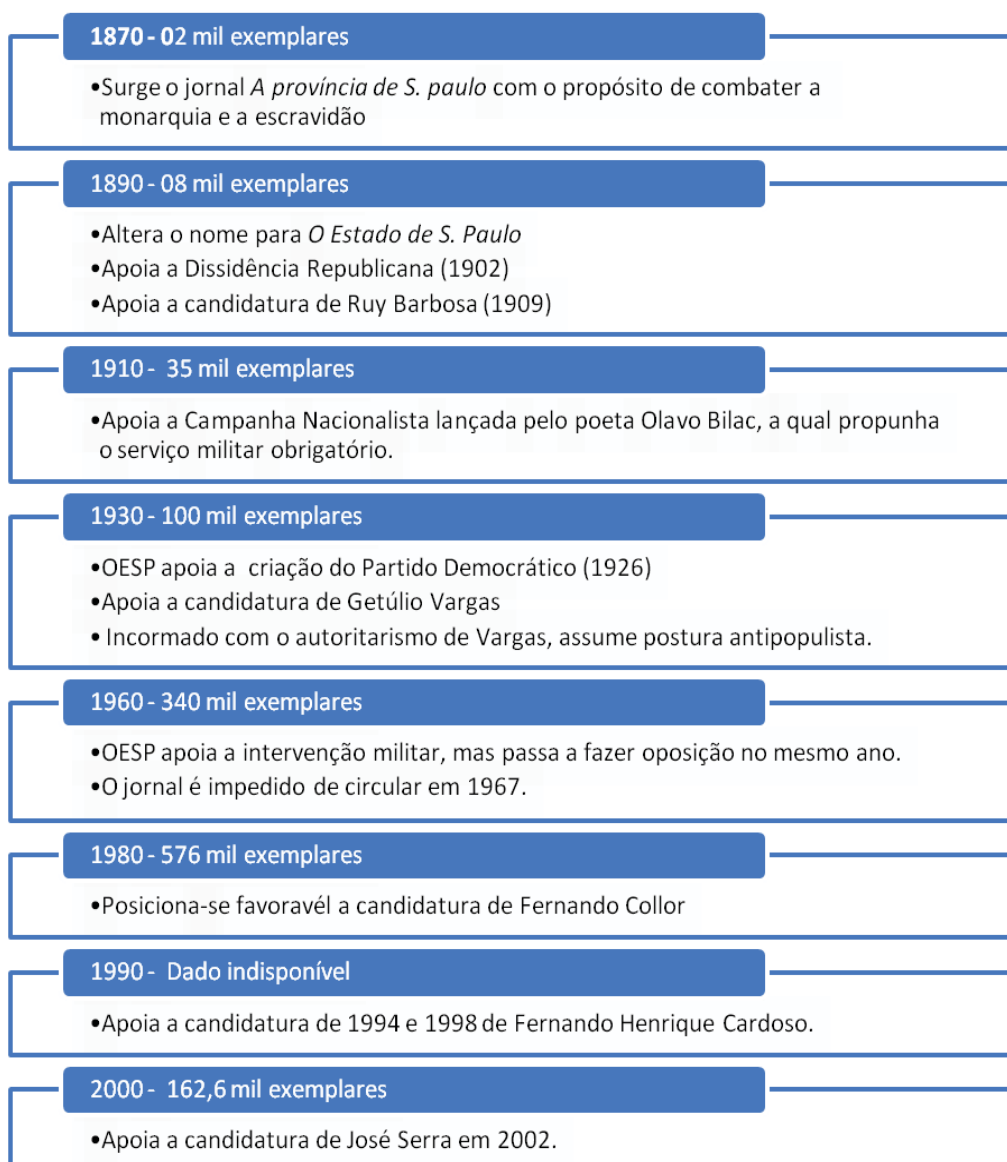 1870 - 02 mil exemplares
•Surge o jornal A província de S. paulo com o propósito de combater a
monarquia e a escravidão
1890 - 08 mil exemplares
•Altera o nome para O Estado de S. Paulo
•Apoia a Dissidência Republicana (1902)
•Apoia a candidatura de Ruy Barbosa (1909)
1910 - 35 mil exemplares
•Apoia a Campanha Nacionalista lançada pelo poeta Olavo Bilac, a qual propunha
o serviço militar obrigatório.
1930 - 100 mil exemplares
•OESP apoia a criação do Partido Democrático (1926)
•Apoia a candidatura de Getúlio Vargas
• Incormado com o autoritarismo de Vargas, assume postura antipopulista.
1960 - 340 mil exemplares
•OESP apoia a intervenção militar, mas passa a fazer oposição no mesmo ano.
•O jornal é impedido de circular em 1967.
1980 - 576 mil exemplares
•Posiciona-se favoravél a candidatura de Fernando Collor
1990 - Dado indisponível
•Apoia a candidatura de 1994 e 1998 de Fernando Henrique Cardoso.
2000 - 162,6 mil exemplares
•Apoia a candidatura de José Serra em 2002.